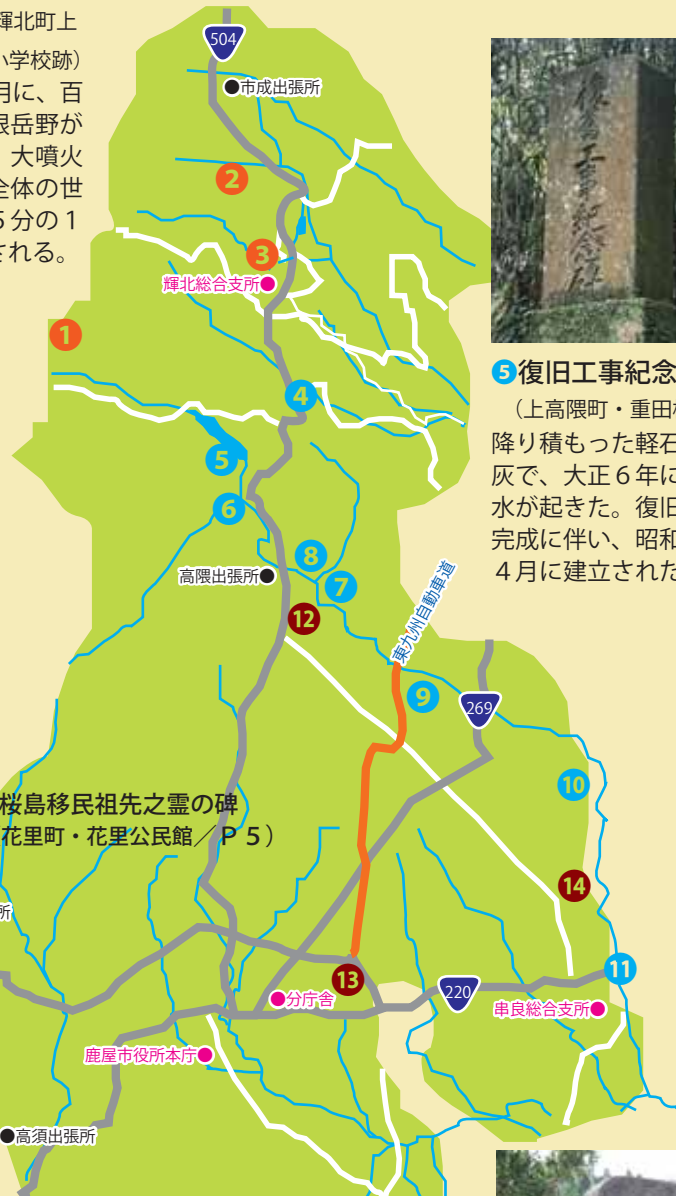 輝北町上
小学校跡）
月に、百
根岳野が
大噴火
全体の世
５分の１
される。
504
●市成出張所
2
3
輝北総合支所●
1
4
5
6
8
7
高隈出張所●
12
東九州自動車道
9
269
10
14
11
13
220
●分庁舎
串良総合支所●
鹿屋市役所本庁●
●高須出張所
所
桜島移民祖先之霊の碑
花里町・花里公民館／Ｐ５）
復旧工事紀念碑
5復旧工事紀念
（上高隈町・重田
降り積もった軽石
灰で、大正６年に
水が起きた。復旧
完成に伴い、昭和
４月に建立された